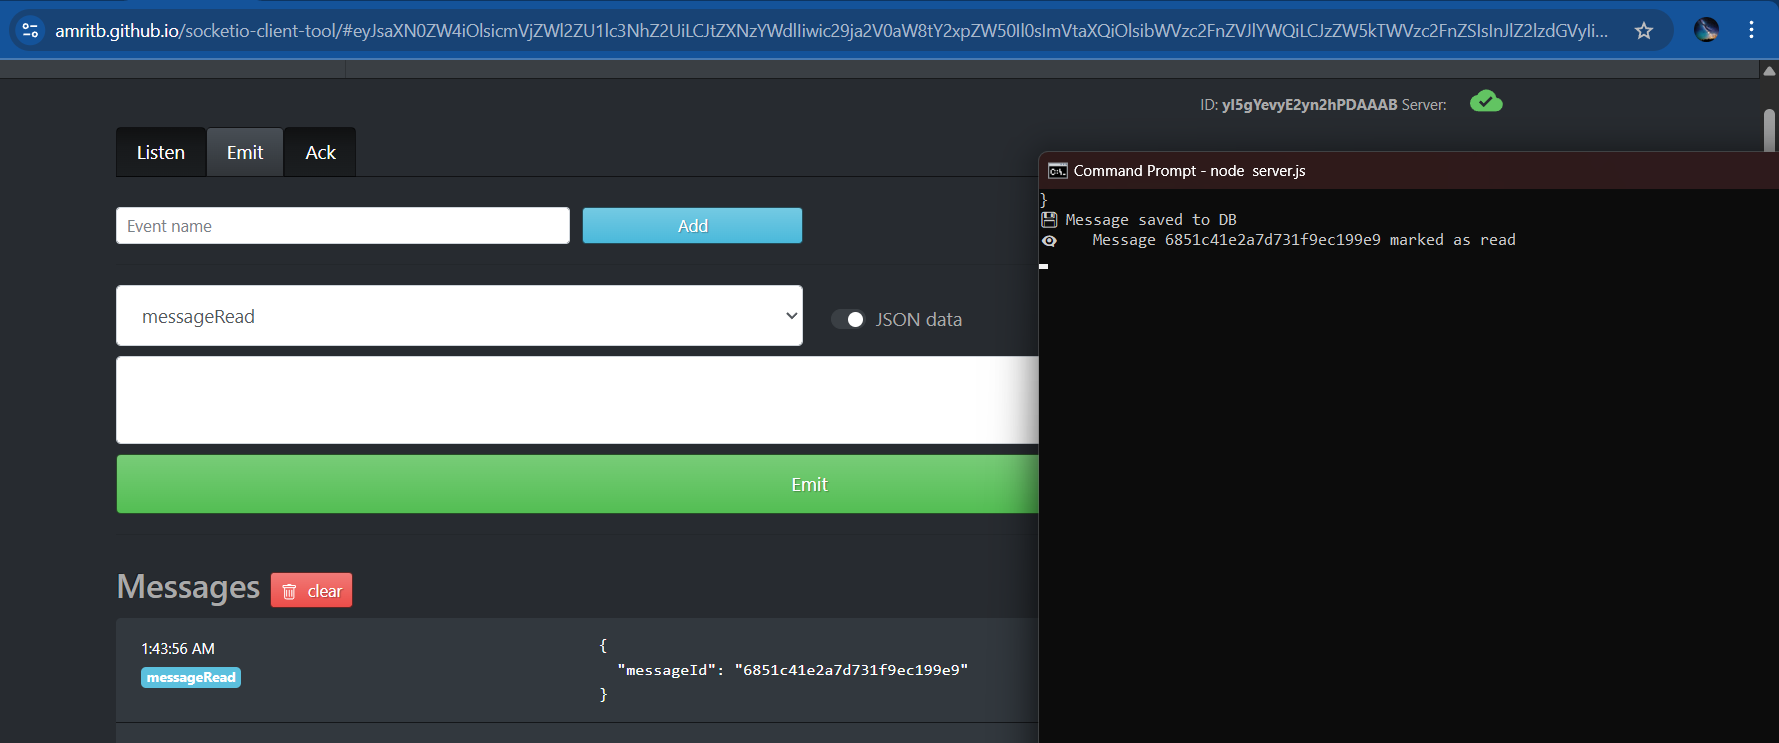 amritb.github.io/socketio-client-tool/#eyJsaXN0ZW4iOlsicmVjZWl2ZU1lc3NhZ2UiLCJtZXNzYWdlIiwic29ja2V0aW8tY2xpZW50Il0sImVtaXQiOlsibWVzc2FnZVJlYWQiLCJzZW5kTWVzc2FnZSIsInJlZ2lzdGVyIi...
ID: yI5gYevyE2yn2hPDAAAB Server:
Listen Emit Ack
Command Prompt - node server.js
}
Message saved to DB
Message 6851c41e2a7d731f9ec199e9 marked as read
Event name
Add
messageRead
JSON data
Emit
Messages
clear
1:43:56 AM
messageRead
{
"messageId": "6851c41e2a7d731f9ec199e9"
}